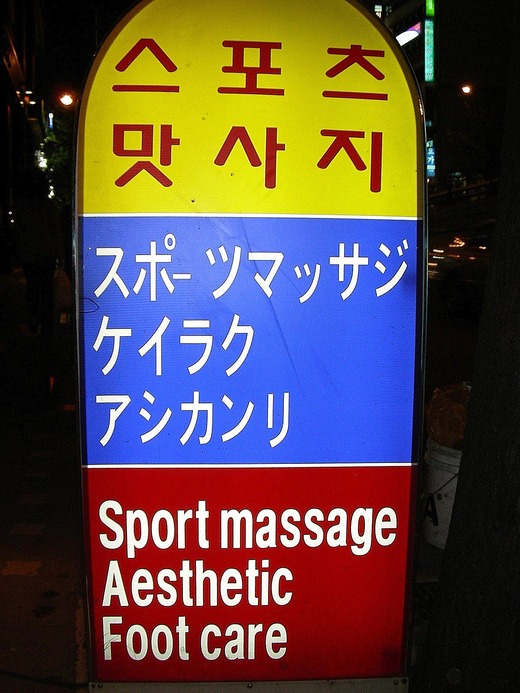 스포츠
맛사지
スポーツマッサジ
ケイラク
アシカンリ
Sport massage
Aesthetic
Foot care